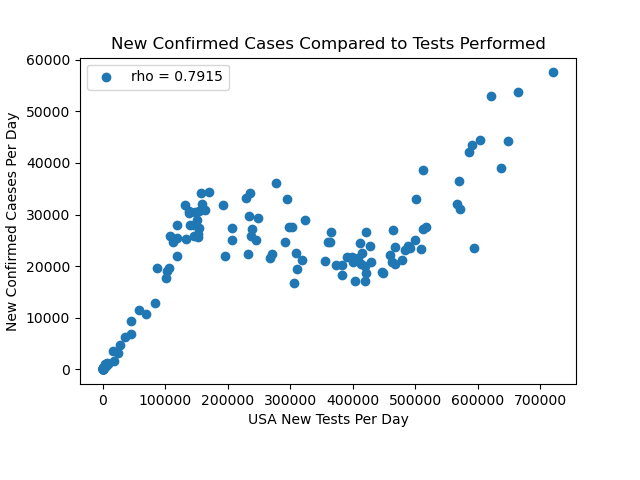 New Confirmed Cases Compared to Tests Performed
rho = 0.7915
60000
50000
40000
30000
20000
10000
0
New Confirmed Caeses Per Day
0 100000 200000 300000 400000 500000 600000 700000
USA New Tests Per Day